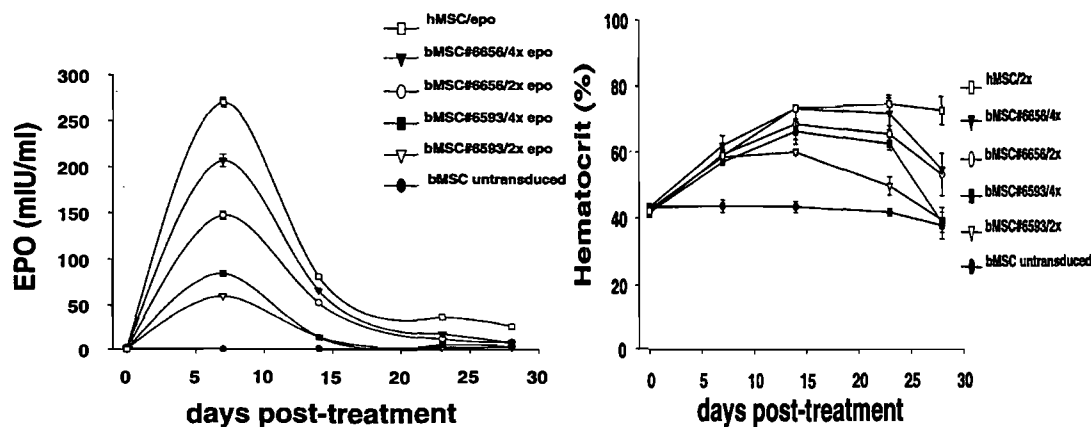 hMSC/epo
bMSC#6656/4x epo
bMSC#6656/2x epo
bMSC#6593/4x epo
bMSC#6593/2x epo
bMSC untransduced
EPO (mIU/ml)
300
250
200
150
100
50
0
0 5 10 15 20 25 30
days post-treatment
Hematocrit (%)
100
80
60
40
20
0
0 5 10 15 20 25 30
days post-treatment
hMSC/2x
bMSC#6658/4x
bMSC#6656/2x
bMSC#6593/4x
bMSC#6593/2x
bMSC untransduced